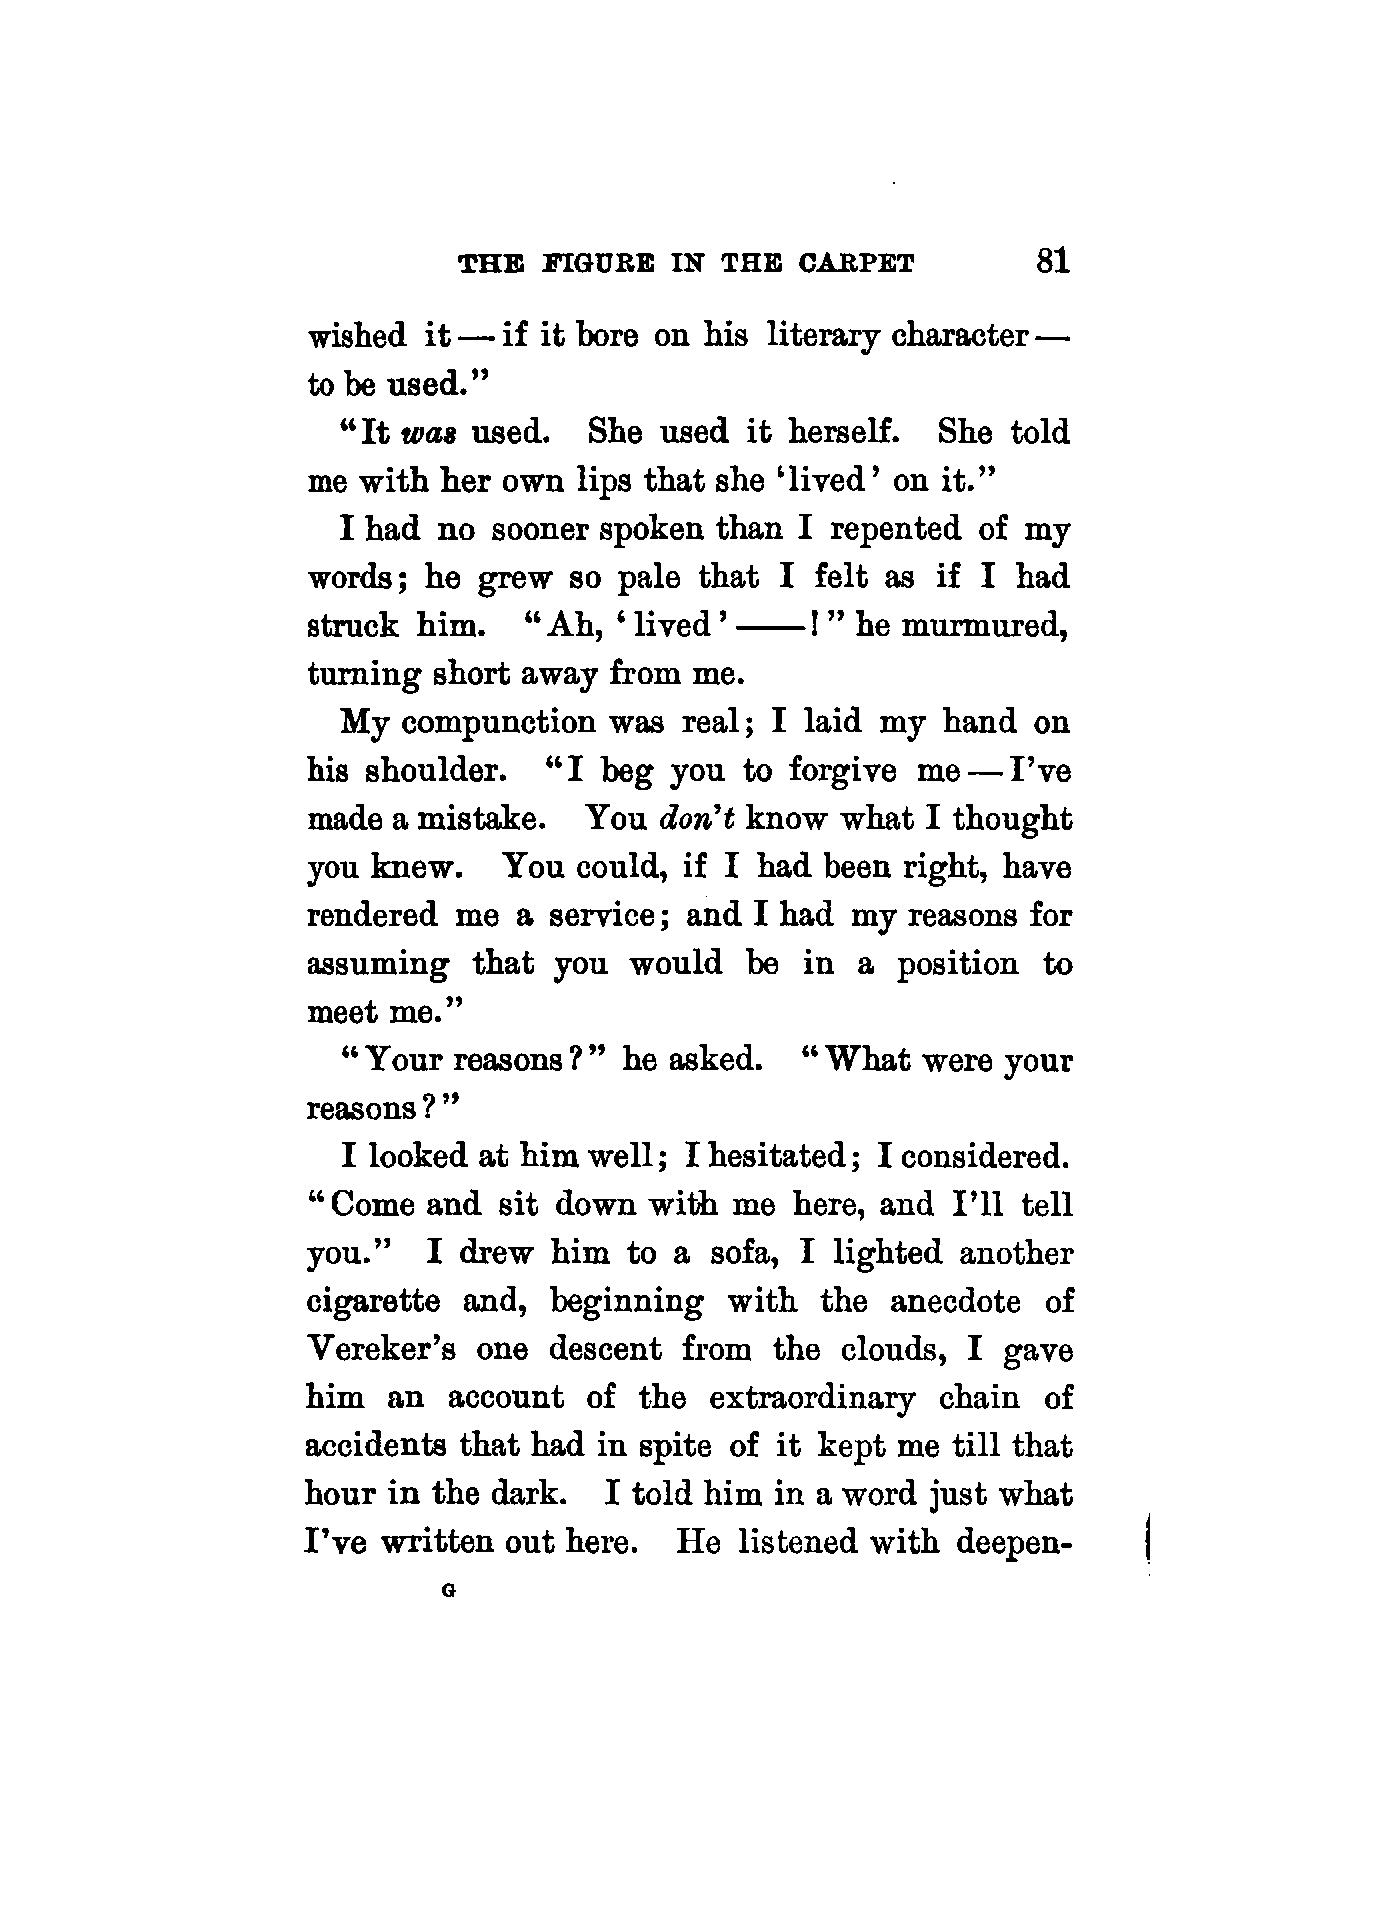 THE FIGURE IN THE CARPET 81
wished it — if it bore on his literary character —
to be used."
"It was used. She used it herself. She told
me with her own lips that she 'lived' on it."
I had no sooner spoken than I repented of my
words; he grew so pale that I felt as if I had
struck him. "Ah, 'lived' ——!" he murmured,
turning short away from me.
My compunction was real; I laid my hand on
his shoulder. "I beg you to forgive me — I've
made a mistake. You don't know what I thought
you knew. You could, if I had been right, have
rendered me a service; and I had my reasons for
assuming that you would be in a position to
meet me."
"Your reasons?" he asked. "What were your
reasons?"
I looked at him well; I hesitated; I considered.
"Come and sit down with me here, and I'll tell
you." I drew him to a sofa, I lighted another
cigarette and, beginning with the anecdote of
Vereker's one descent from the clouds, I gave
him an account of the extraordinary chain of
accidents that had in spite of it kept me till that
hour in the dark. I told him in a word just what
I've written out here. He listened with deepen-
G